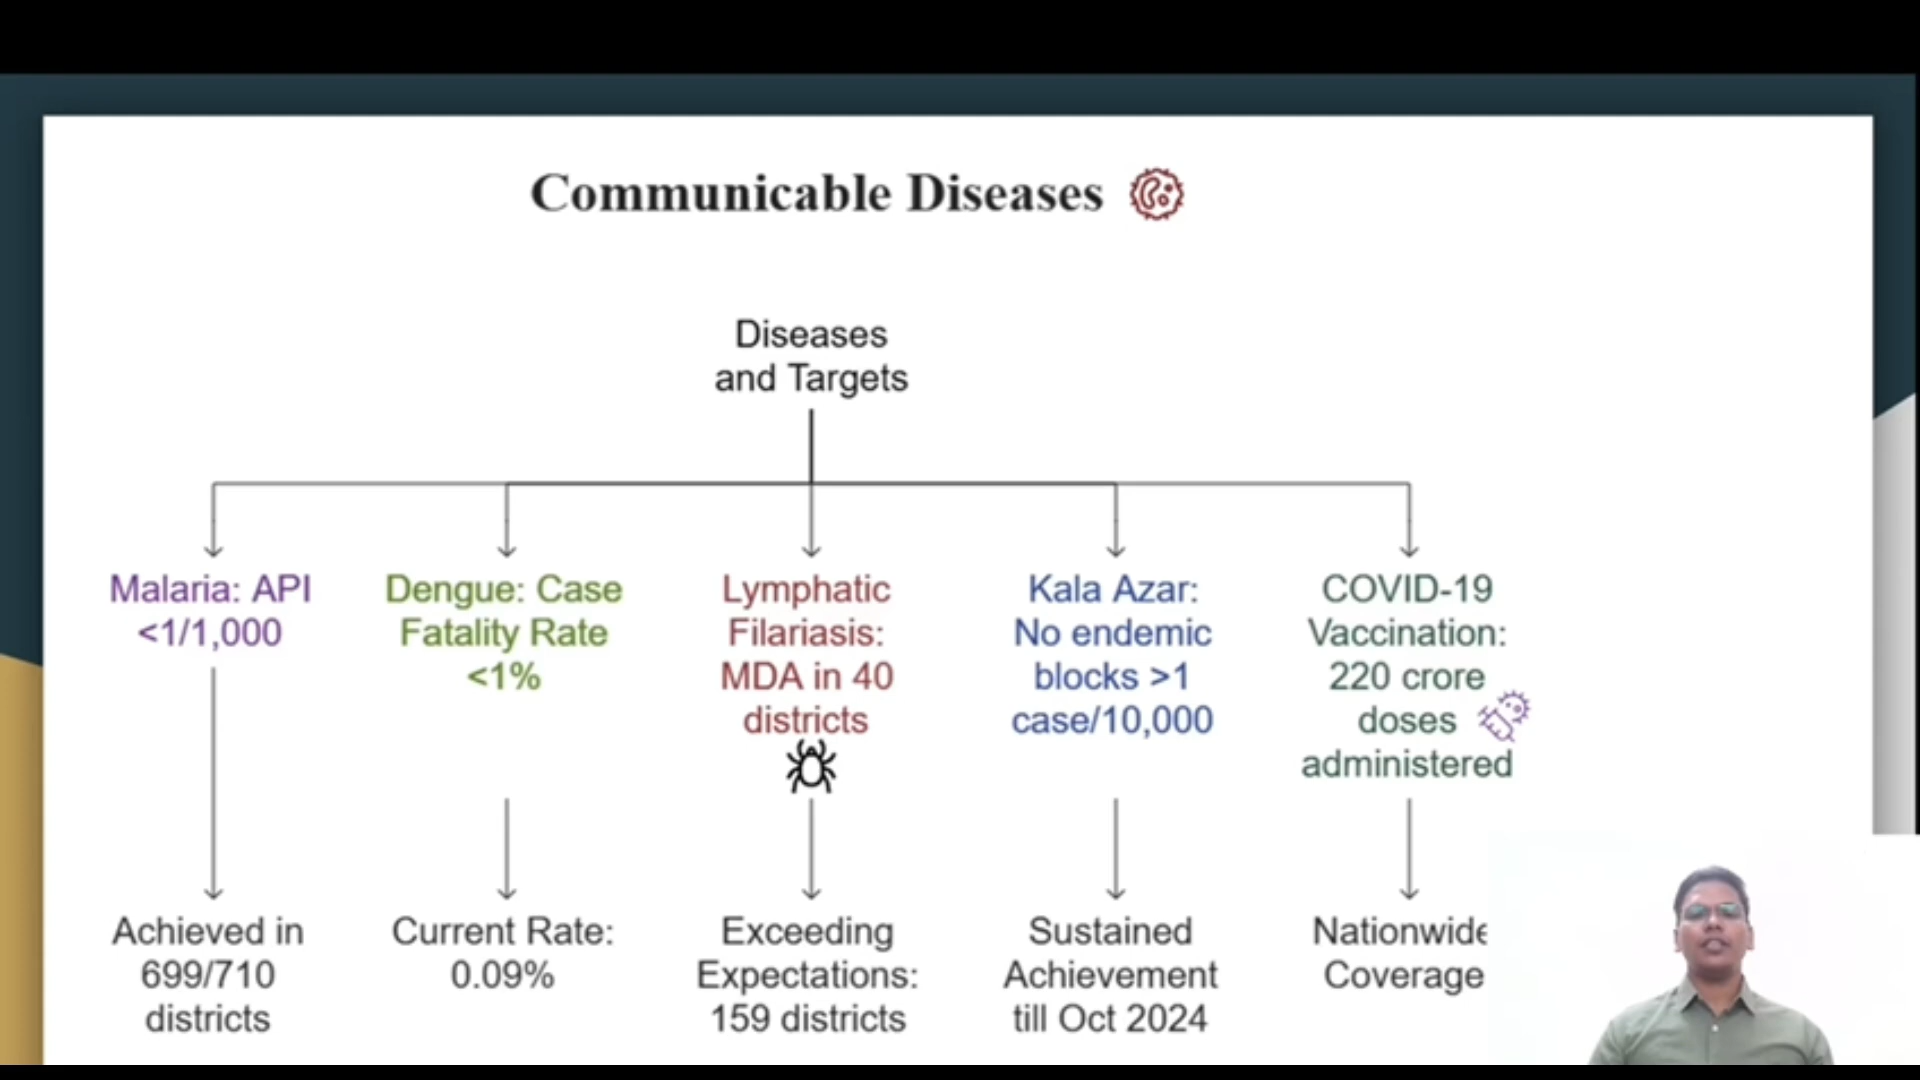 Communicable Diseases
Diseases
and Targets
Malaria: API
<1/1,000
Dengue: Case
Fatality Rate
<1%
Lymphatic
Filariasis:
MDA in 40
districts
Kala Azar:
No endemic
blocks >1
case/10,000
COVID-19
Vaccination:
220 crore
doses
administered
Achieved in
699/710
districts
Current Rate:
0.09%
Exceeding
Expectations:
159 districts
Sustained
Achievement
till Oct 2024
Nationwide
Coverage